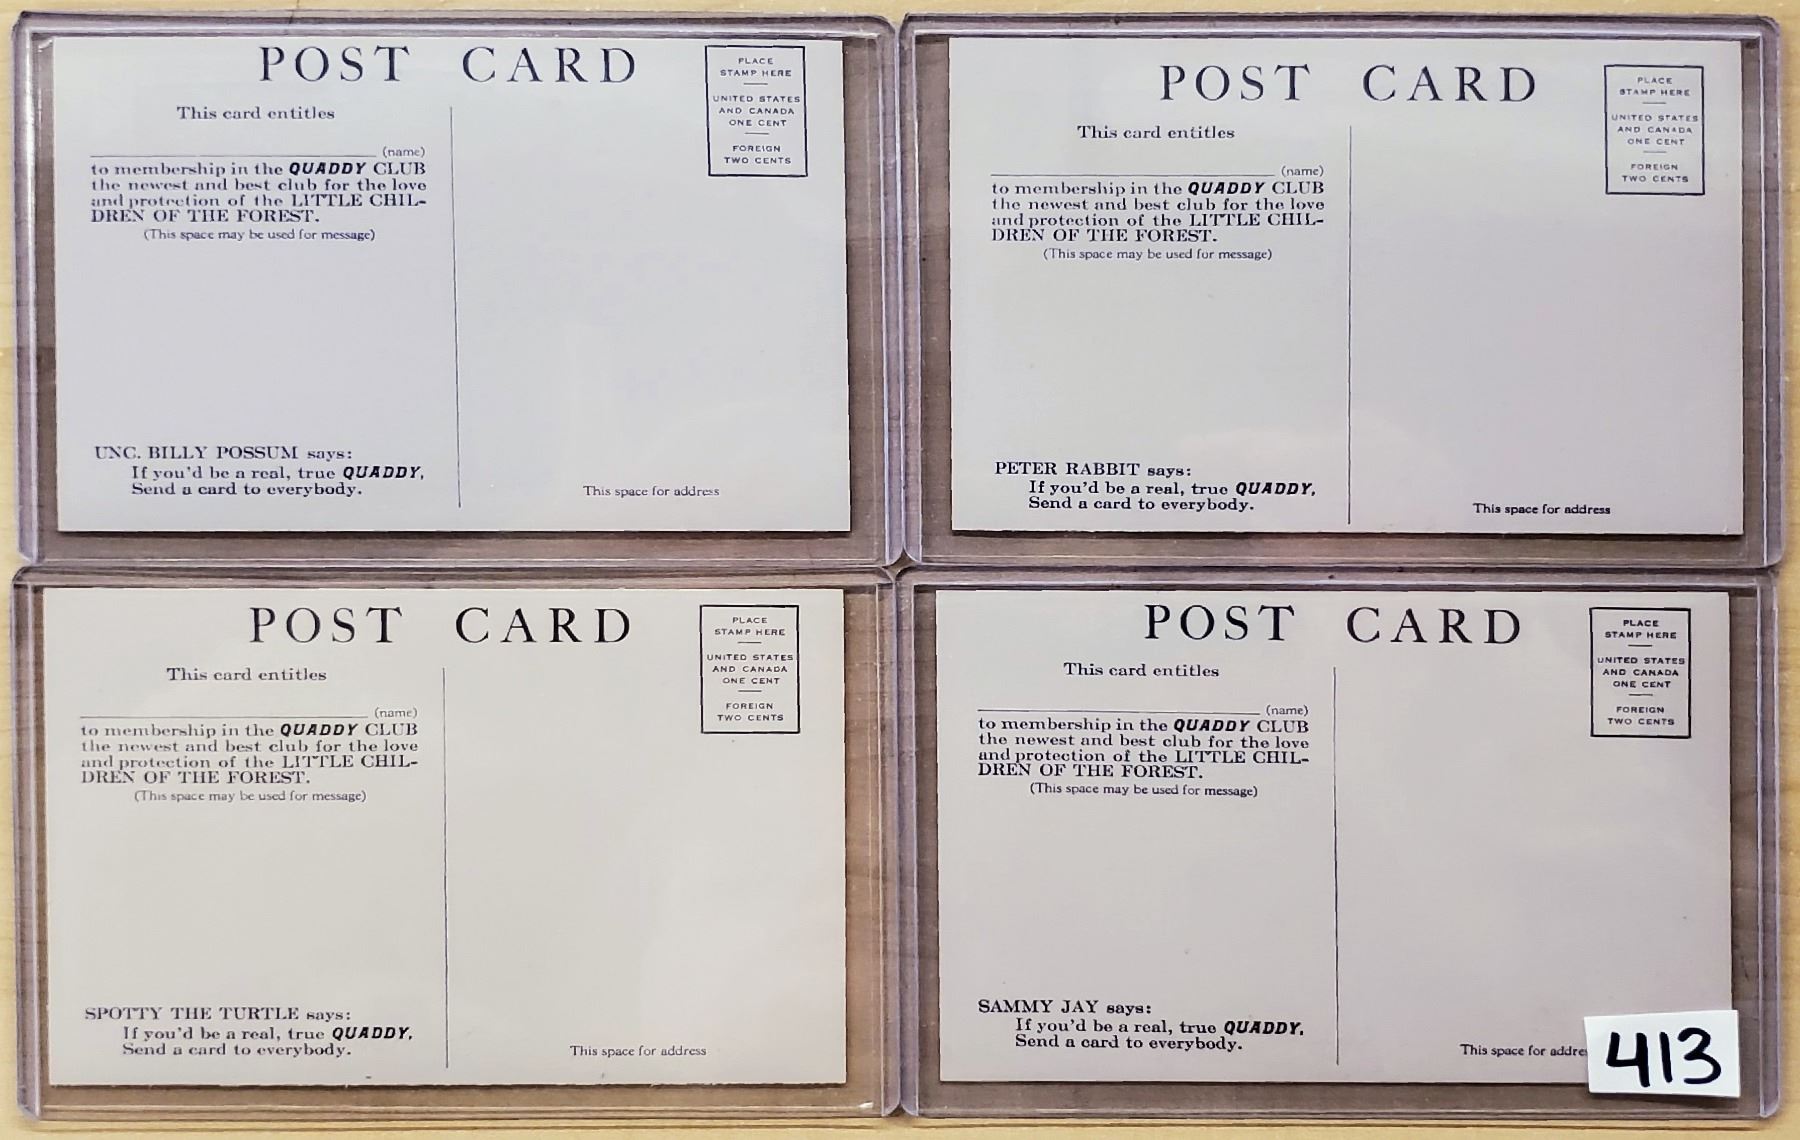 POST CARD
PLACE
STAMP HERE
UNITED STATES
AND CANADA
ONE CENT
FOREIGN
TWO CENTS
This card entitles
(name)
to membership in the QUADDY CLUB
the newest and best club for the love
and protection of the LITTLE CHIL-
DREN OF THE FOREST.
(This space may be used for message)
UNC. BILLY POSSUM says:
If you'd be a real, true QUADDY,
Send a card to everybody.
This space for address
POST CARD
PLACE
STAMP HERE
UNITED STATES
AND CANADA
ONE CENT
FOREIGN
TWO CENTS
This card entitles
(name)
to membership in the QUADDY CLUB
the newest and best club for the love
and protection of the LITTLE CHIL-
DREN OF THE FOREST.
(This space may be used for message)
PETER RABBIT says:
If you'd be a real, true QUADDY,
Send a card to everybody.
This space for address
POST CARD
PLACE
STAMP HERE
UNITED STATES
AND CANADA
ONE CENT
FOREIGN
TWO CENTS
This card entitles
(name)
to membership in the QUADDY CLUB
the newest and best club for the love
and protection of the LITTLE CHIL-
DREN OF THE FOREST.
(This space may be used for message)
SPOTTY THE TURTLE says:
If you'd be a real, true QUADDY,
Send a card to everybody.
This space for address
POST CARD
PLACE
STAMP HERE
UNITED STATES
AND CANADA
ONE CENT
FOREIGN
TWO CENTS
This card entitles
(name)
to membership in the QUADDY CLUB
the newest and best club for the love
and protection of the LITTLE CHIL-
DREN OF THE FOREST.
(This space may be used for message)
SAMMY JAY says:
If you'd be a real, true QUADDY,
Send a card to everybody.
This space for addre
413